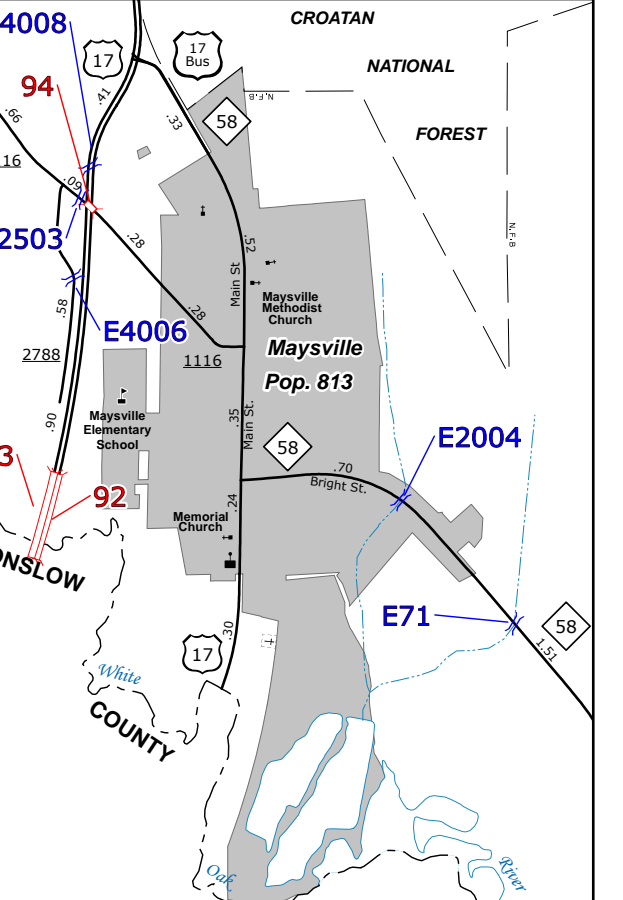 CROATAN
4008
17
17
Bus
NATIONAL
94
.41
N.F.B.
.66
.33
58
FOREST
16
.09
N.F.B
2503
.28
.52
Main St
.28
Maysville
Methodist
Church
.58
E4006
Maysville
2788
1116
Pop. 813
.90
Maysville
Elementary
School
.35
Main St.
58
E2004
3
.70
Bright St.
92
.24
Memorial
Church
ONSLOW
E71
58
.30
17
1.51
White
COUNTY
Oak
River